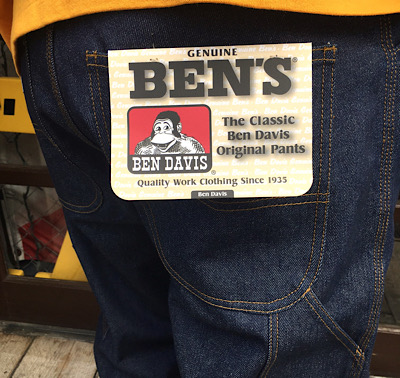 GENUINE
BEN'S®
The Classic
Ben Davis
Original Pants
BEN DAVIS
®
Quality Work Clothing Since 1935
Ben Davis